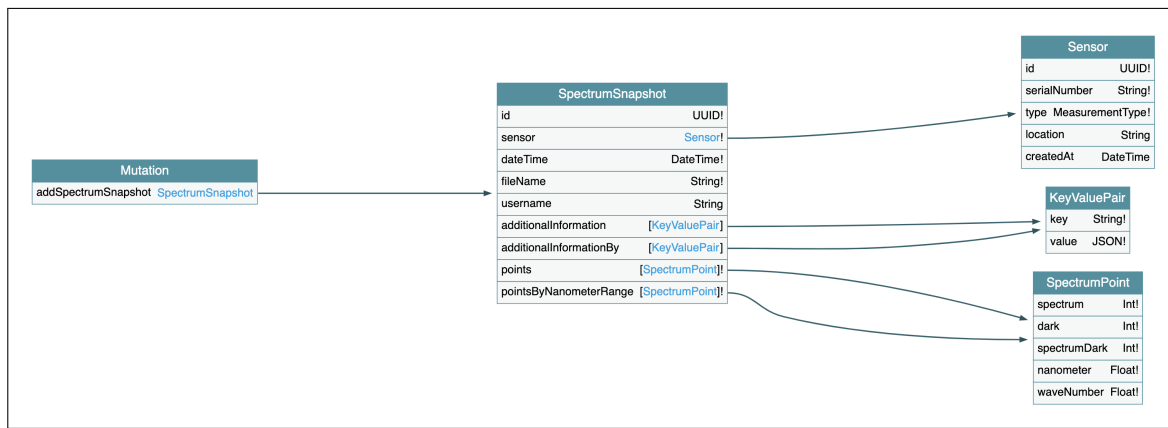 Mutation
addSpectrumSnapshot SpectrumSnapshot
SpectrumSnapshot
id UUID!
sensor Sensor!
dateTime DateTime!
fileName String!
username String
additionalInformation [KeyValuePair]
additionalInformationBy [KeyValuePair]
points [SpectrumPoint]!
pointsByNanometerRange [SpectrumPoint]!
Sensor
id UUID!
serialNumber String!
type MeasurementType!
location String
createdAt DateTime
KeyValuePair
key String!
value JSON!
SpectrumPoint
spectrum Int!
dark Int!
spectrumDark Int!
nanometer Float!
waveNumber Float!